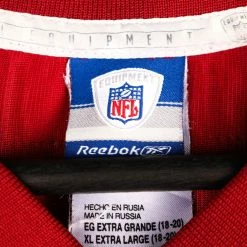 EQUIPMENT
EQUIPMENT
NFL
Reebok
HECHO EN RUSIA
MADE IN RUSSIA
EG EXTRA GRANDE (18-20)
XL EXTRA LARGE (18-20)